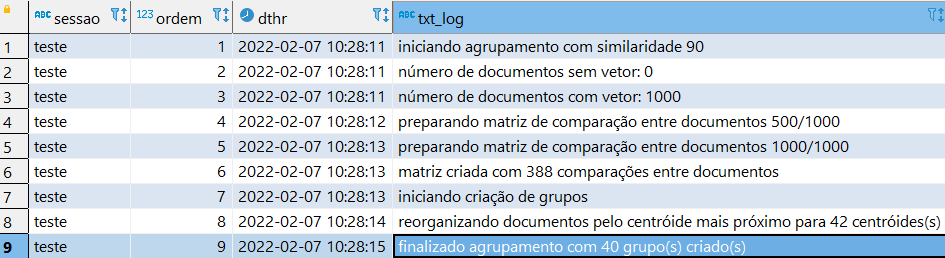 ABC sessao 123 ordem dthr ABC txt_log
1 teste 1 2022-02-07 10:28:11 iniciando agrupamento com similaridade 90
2 teste 2 2022-02-07 10:28:11 número de documentos sem vetor: 0
3 teste 3 2022-02-07 10:28:11 número de documentos com vetor: 1000
4 teste 4 2022-02-07 10:28:12 preparando matriz de comparação entre documentos 500/1000
5 teste 5 2022-02-07 10:28:13 preparando matriz de comparação entre documentos 1000/1000
6 teste 6 2022-02-07 10:28:13 matriz criada com 388 comparações entre documentos
7 teste 7 2022-02-07 10:28:13 iniciando criação de grupos
8 teste 8 2022-02-07 10:28:14 reorganizando documentos pelo centróide mais próximo para 42 centróides(s)
9 teste 9 2022-02-07 10:28:15 finalizado agrupamento com 40 grupo(s) criado(s)